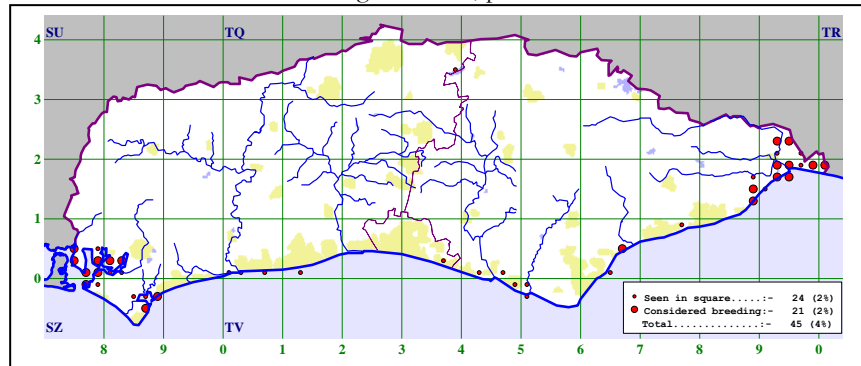 SU TQ TR
4
3
2
1
0
SZ TV
• Seen in square.....:- 24 (2%)
● Considered breeding:- 21 (2%)
Total.............:- 45 (4%)
8 9 0 1 2 3 4 5 6 7 8 9 0